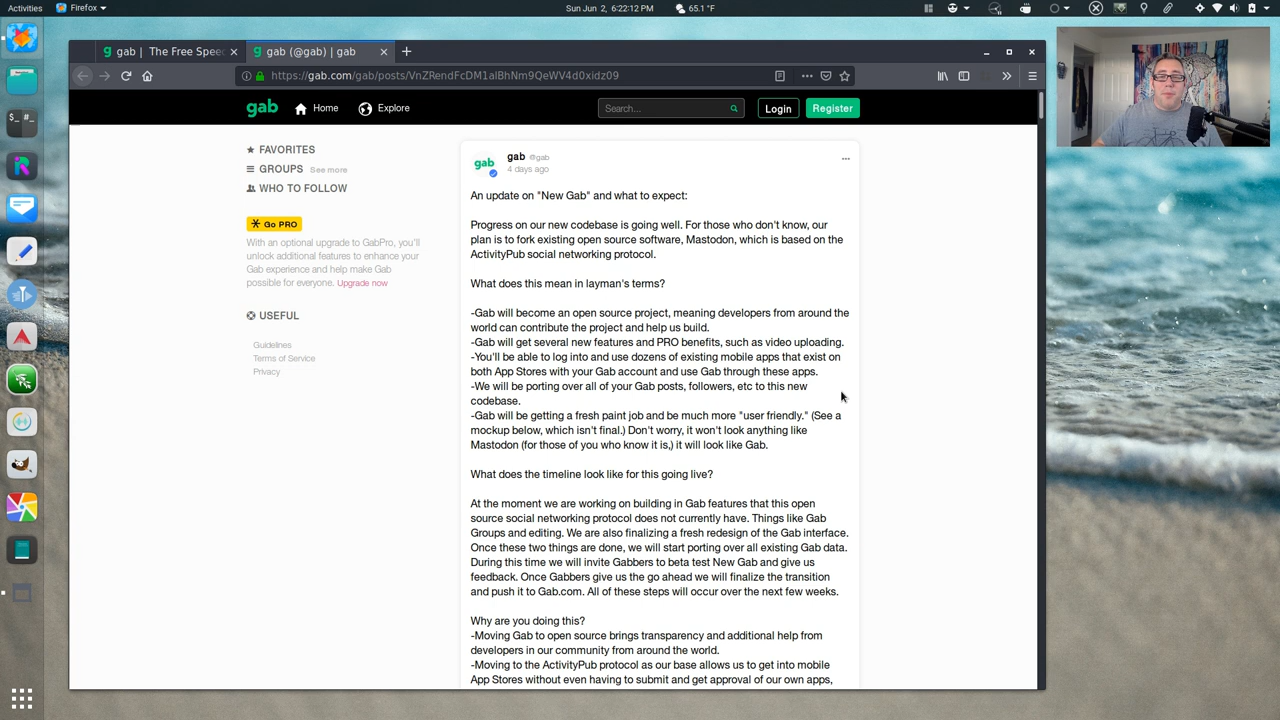 Activities
Firefox
Sun Jun 2, 6:22:12 PM
65.1 °F
gab | The Free Spee
gab (@gab) | gab
https://gab.com/gab/posts/VnZRendFcDM1alBhNm9QeWV4d0xidz09
gab
Home
Explore
Search...
Login
Register
FAVORITES
GROUPS See more
WHO TO FOLLOW
Go PRO
With an optional upgrade to GabPro, you'll
unlock additional features to enhance your
Gab experience and help make Gab
possible for everyone. Upgrade now
USEFUL
Guidelines
Terms of Service
Privacy
gab
gab @gab
4 days ago
An update on "New Gab" and what to expect:
Progress on our new codebase is going well. For those who don't know, our
plan is to fork existing open source software, Mastodon, which is based on the
ActivityPub social networking protocol.
What does this mean in layman's terms?
-Gab will become an open source project, meaning developers from around the
world can contribute the project and help us build.
-Gab will get several new features and PRO benefits, such as video uploading.
-You'll be able to log into and use dozens of existing mobile apps that exist on
both App Stores with your Gab account and use Gab through these apps.
-We will be porting over all of your Gab posts, followers, etc to this new
codebase.
-Gab will be getting a fresh paint job and be much more "user friendly." (See a
mockup below, which isn't final.) Don't worry, it won't look anything like
Mastodon (for those of you who know it is,) it will look like Gab.
What does the timeline look like for this going live?
At the moment we are working on building in Gab features that this open
source social networking protocol does not currently have. Things like Gab
Groups and editing. We are also finalizing a fresh redesign of the Gab interface.
Once these two things are done, we will start porting over all existing Gab data.
During this time we will invite Gabbers to beta test New Gab and give us
feedback. Once Gabbers give us the go ahead we will finalize the transition
and push it to Gab.com. All of these steps will occur over the next few weeks.
Why are you doing this?
-Moving Gab to open source brings transparency and additional help from
developers in our community from around the world.
-Moving to the ActivityPub protocol as our base allows us to get into mobile
App Stores without even having to submit and get approval of our own apps,